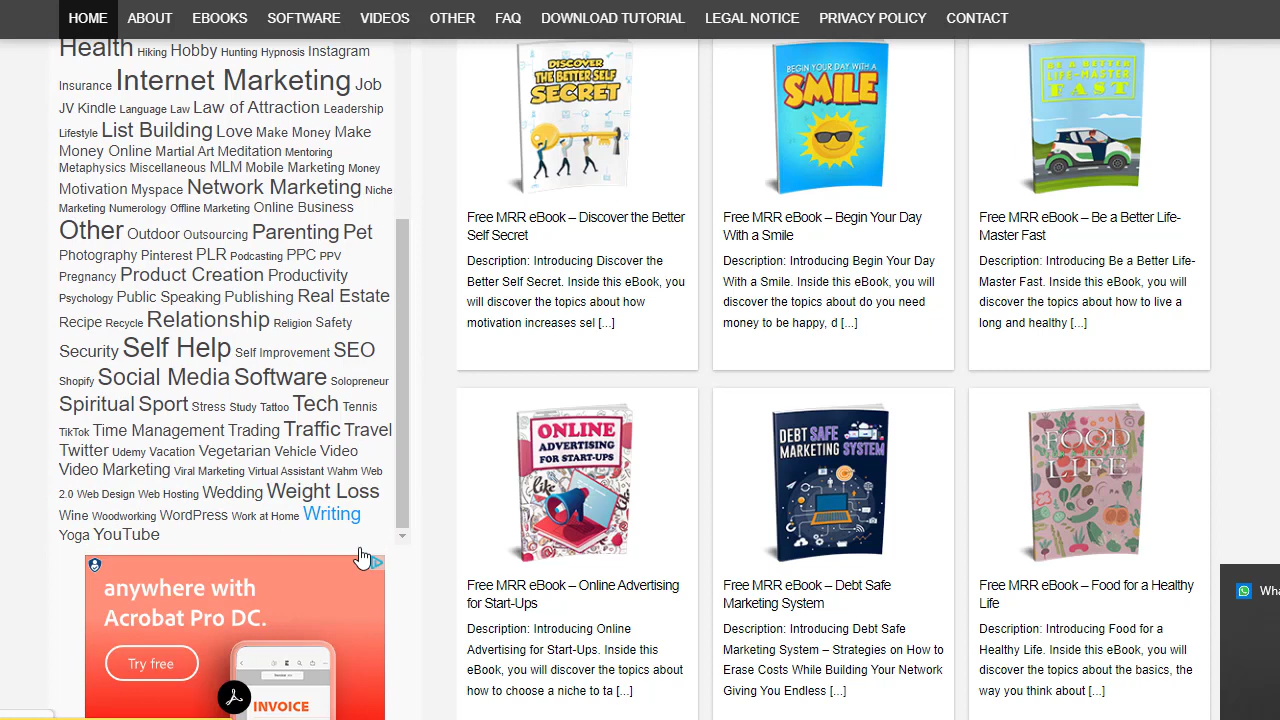 HOME ABOUT EBOOKS SOFTWARE VIDEOS OTHER FAQ DOWNLOAD TUTORIAL LEGAL NOTICE PRIVACY POLICY CONTACT
Health Hiking Hobby Hunting Hypnosis Instagram
Insurance Internet Marketing Job
JV Kindle Language Law Law of Attraction Leadership
Lifestyle List Building Love Make Money Make
Money Online Martial Art Meditation Mentoring
Metaphysics Miscellaneous MLM Mobile Marketing Money
Motivation Myspace Network Marketing Niche
Marketing Numerology Offline Marketing Online Business
Other Outdoor Outsourcing Parenting Pet
Photography Pinterest PLR Podcasting PPC PPV
Pregnancy Product Creation Productivity
Psychology Public Speaking Publishing Real Estate
Recipe Recycle Relationship Religion Safety
Security Self Help Self Improvement SEO
Shopify Social Media Software Solopreneur
Spiritual Sport Stress Study Tattoo Tech Tennis
TikTok Time Management Trading Traffic Travel
Twitter Udemy Vacation Vegetarian Vehicle Video
Video Marketing Viral Marketing Virtual Assistant Wahm Web
2.0 Web Design Web Hosting Wedding Weight Loss
Wine Woodworking WordPress Work at Home Writing
Yoga YouTube
anywhere with
Acrobat Pro DC.
Try free
INVOICE
DISCOVER
THE BETTER SELF
SECRET
Free MRR eBook – Discover the Better
Self Secret
Description: Introducing Discover the
Better Self Secret. Inside this eBook, you
will discover the topics about how
motivation increases sel [...]
BEGIN YOUR DAY WITH A
SMILE
Free MRR eBook – Begin Your Day
With a Smile
Description: Introducing Begin Your Day
With a Smile. Inside this eBook, you will
discover the topics about do you need
money to be happy, d [...]
BE A BETTER
LIFE-MASTER
FAST
Free MRR eBook – Be a Better Life-
Master Fast
Description: Introducing Be a Better Life-
Master Fast. Inside this eBook, you will
discover the topics about how to live a
long and healthy [...]
ONLINE
ADVERTISING
FOR START-UPS
like
Free MRR eBook – Online Advertising
for Start-Ups
Description: Introducing Online
Advertising for Start-Ups. Inside this
eBook, you will discover the topics about
how to choose a niche to ta [...]
DEBT SAFE
MARKETING
SYSTEM
Free MRR eBook – Debt Safe
Marketing System
Description: Introducing Debt Safe
Marketing System – Strategies on How to
Ease Costs While Building Your Network
Giving You Endless [...]
FOOD
LIFE
Free MRR eBook – Food for a Healthy
Life
Description: Introducing Food for a
Healthy Life. Inside this eBook, you will
discover the topics about the basics, the
way you think about [...]
Wha